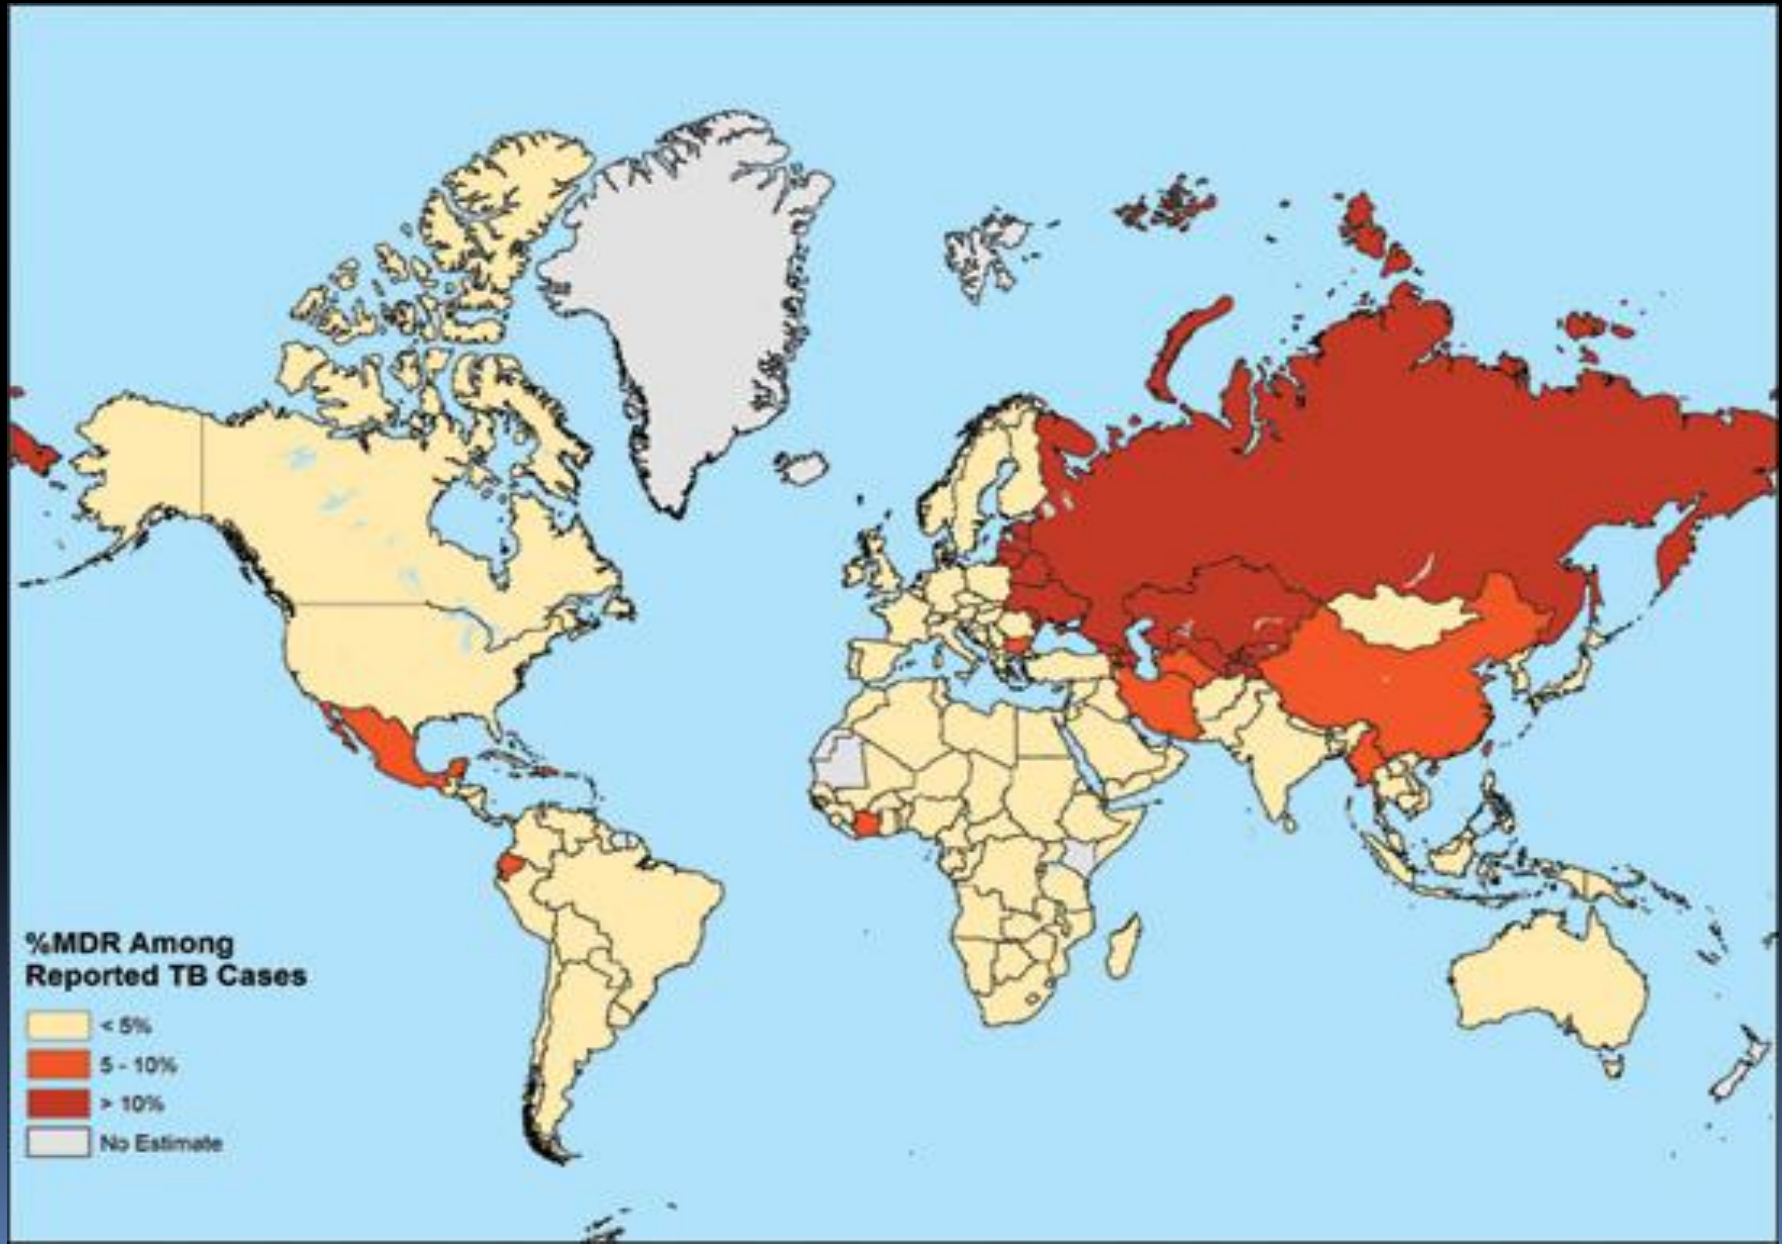 %MDR Among
Reported TB Cases
< 5%
5 - 10%
> 10%
No Estimate